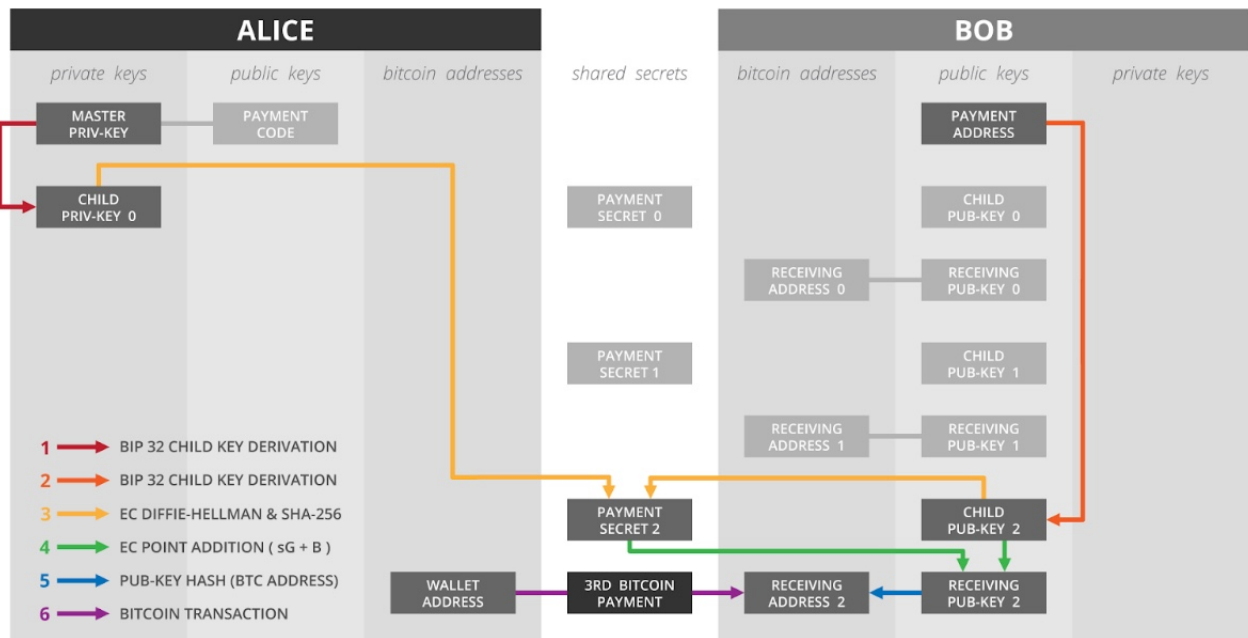 ALICE
BOB
private keys
public keys
bitcoin addresses
shared secrets
bitcoin addresses
public keys
private keys
MASTER
PRIV-KEY
PAYMENT
CODE
PAYMENT
ADDRESS
CHILD
PRIV-KEY 0
PAYMENT
SECRET 0
CHILD
PUB-KEY 0
RECEIVING
ADDRESS 0
RECEIVING
PUB-KEY 0
PAYMENT
SECRET 1
CHILD
PUB-KEY 1
RECEIVING
ADDRESS 1
RECEIVING
PUB-KEY 1
1 BIP 32 CHILD KEY DERIVATION
2 BIP 32 CHILD KEY DERIVATION
3 EC DIFFIE-HELLMAN & SHA-256
4 EC POINT ADDITION ( sG + B )
5 PUB-KEY HASH (BTC ADDRESS)
6 BITCOIN TRANSACTION
PAYMENT
SECRET 2
CHILD
PUB-KEY 2
WALLET
ADDRESS
3RD BITCOIN
PAYMENT
RECEIVING
ADDRESS 2
RECEIVING
PUB-KEY 2